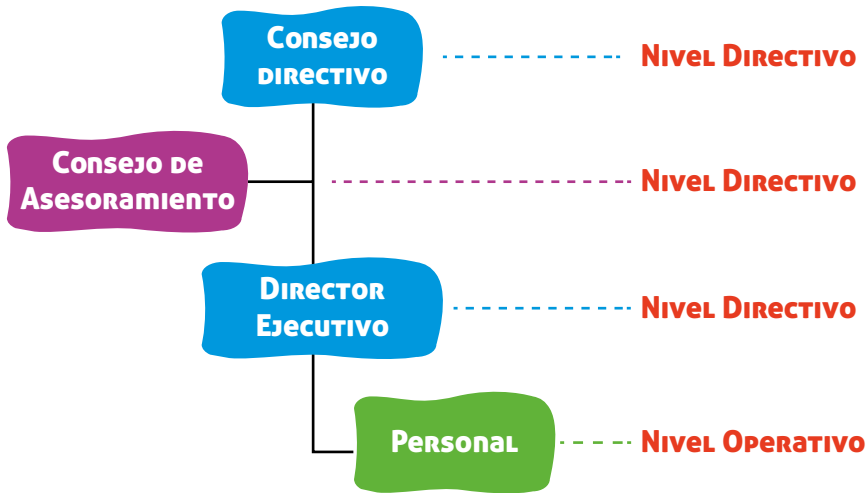 Consejo
directivo
Nivel Directivo
Consejo de
Asesoramiento
Nivel Directivo
Director
Ejecutivo
Nivel Directivo
Personal
Nivel Operativo